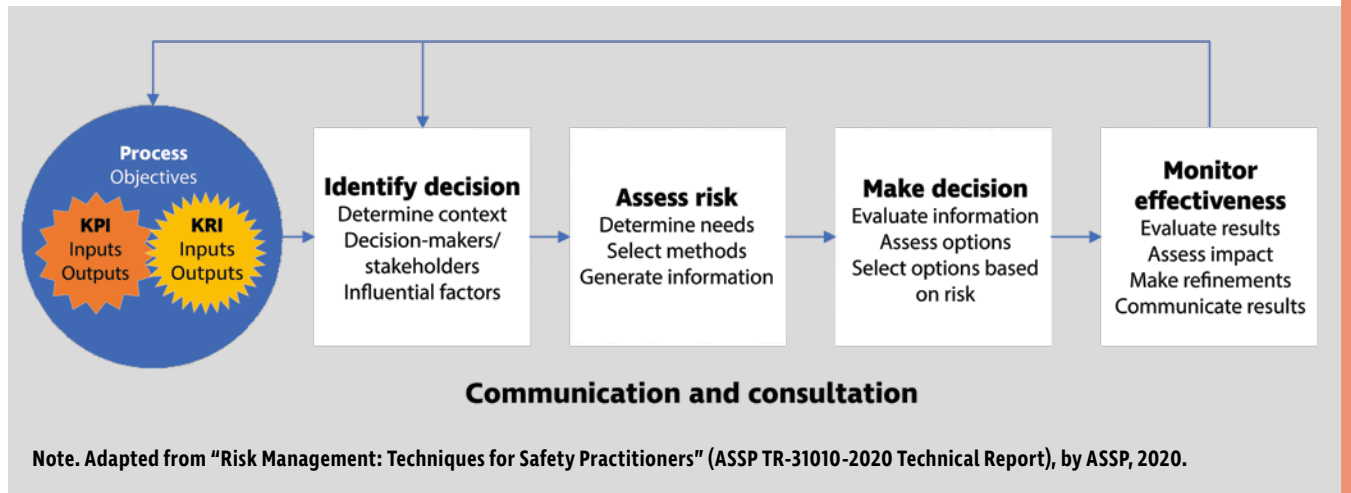 Process
Objectives
KPI
Inputs
Outputs
KRI
Inputs
Outputs
Identify decision
Determine context
Decision-makers/
stakeholders
Influential factors
Assess risk
Determine needs
Select methods
Generate information
Make decision
Evaluate information
Assess options
Select options based
on risk
Monitor
effectiveness
Evaluate results
Assess impact
Make refinements
Communicate results
Communication and consultation
Note. Adapted from “Risk Management: Techniques for Safety Practitioners” (ASSP TR-31010-2020 Technical Report), by ASSP, 2020.